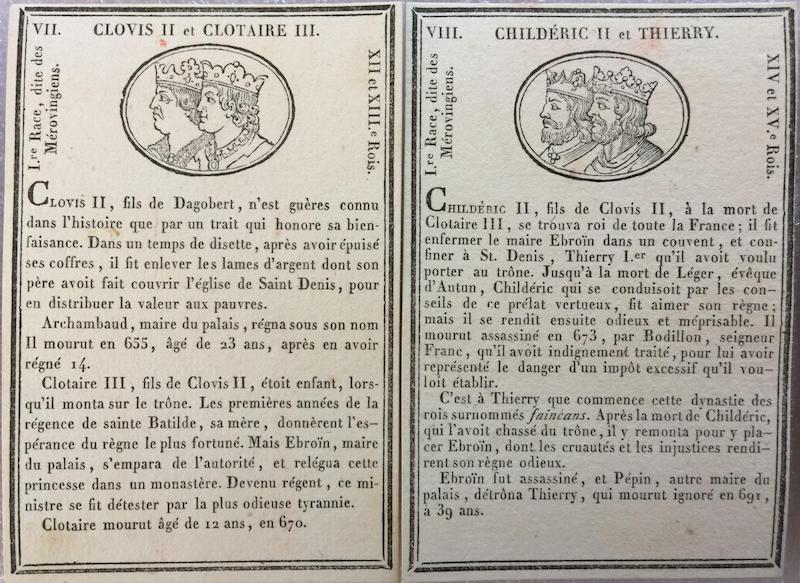 VII. CLOVIS II et CLOTAIRE III.
I.re Race, dite des
Mérovingiens.
XII et XIII.e Rois.
CLOVIS II, fils de Dagobert, n'est guères connu
dans l'histoire que par un trait qui honore sa bien-
faisance. Dans un temps de disette, après avoir épuisé
ses coffres, il fit enlever les lames d'argent dont son
père avoit fait couvrir l'église de Saint Denis, pour
en distribuer la valeur aux pauvres.
Archambaud, maire du palais, régna sous son nom
Il mourut en 655, âgé de 23 ans, après en avoir
régné 14.
Clotaire III, fils de Clovis II, étoit enfant, lors-
qu'il monta sur le trône. Les premières années de la
régence de sainte Batilde, sa mère, donnèrent l'es-
pérance du règne le plus fortuné. Mais Ebroïn, maire
du palais, s'empara de l'autorité, et relégua cette
princesse dans un monastère. Devenu régent, ce mi-
nistre se fit détester par la plus odieuse tyrannie.
Clotaire mourut âgé de 12 ans, en 670.
VIII. CHILDÉRIC II et THIERRY.
I.re Race, dite des
Mérovingiens.
XIV et XV.e Rois.
CHILDÉRIC II, fils de Clovis II, à la mort de
Clotaire III, se trouva roi de toute la France; il fit
enfermer le maire Ebroïn dans un couvent, et con-
finer à St. Denis, Thierry I.er qu'il avoit voulu
porter au trône. Jusqu'à la mort de Léger, évêque
d'Autun, Childéric qui se conduisoit par les con-
seils de ce prélat vertueux, fit aimer son règne;
mais il se rendit ensuite odieux et méprisable. Il
mourut assassiné en 673, par Bodillon, seigneur
Franc, qu'il avoit indignement traité, pour lui avoir
représenté le danger d'un impôt excessif qu'il vou-
loit établir.
C'est à Thierry que commence cette dynastie des
rois surnommés fainéans. Après la mort de Childéric,
qui l'avoit chassé du trône, il y remonta pour y pla-
cer Ebroïn, dont les cruautés et les injustices rendi-
rent son règne odieux.
Ebroïn fut assassiné, et Pépin, autre maire du
palais, détrôna Thierry, qui mourut ignoré en 691,
à 39 ans.